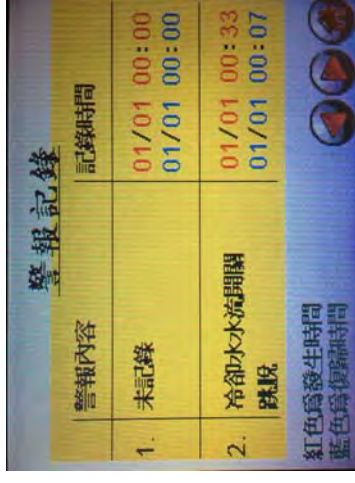 警報記錄
警報內容 記錄時間
1. 未記錄 01/01 00:00
01/01 00:00
2. 冷卻水水流開關 01/01 00:33
跳脫 01/01 00:07
紅色為發生時間
藍色為復歸時間